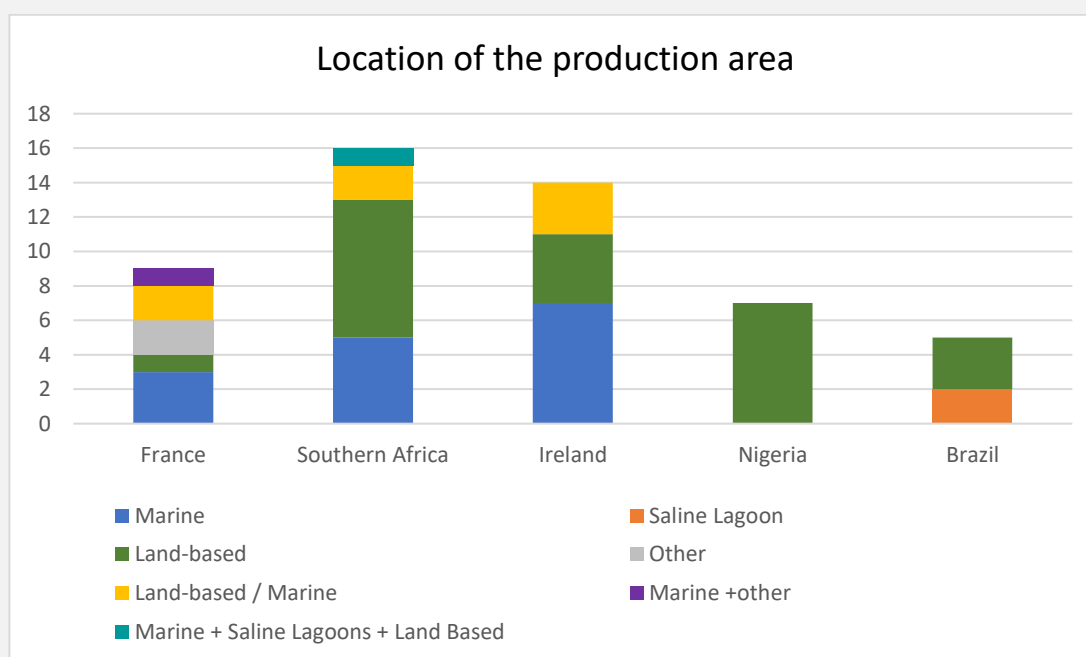 Location of the production area
18
16
14
12
10
8
6
4
2
0
France Southern Africa Ireland Nigeria Brazil
Marine Saline Lagoon
Land-based Other
Land-based / Marine Marine +other
Marine + Saline Lagoons + Land Based